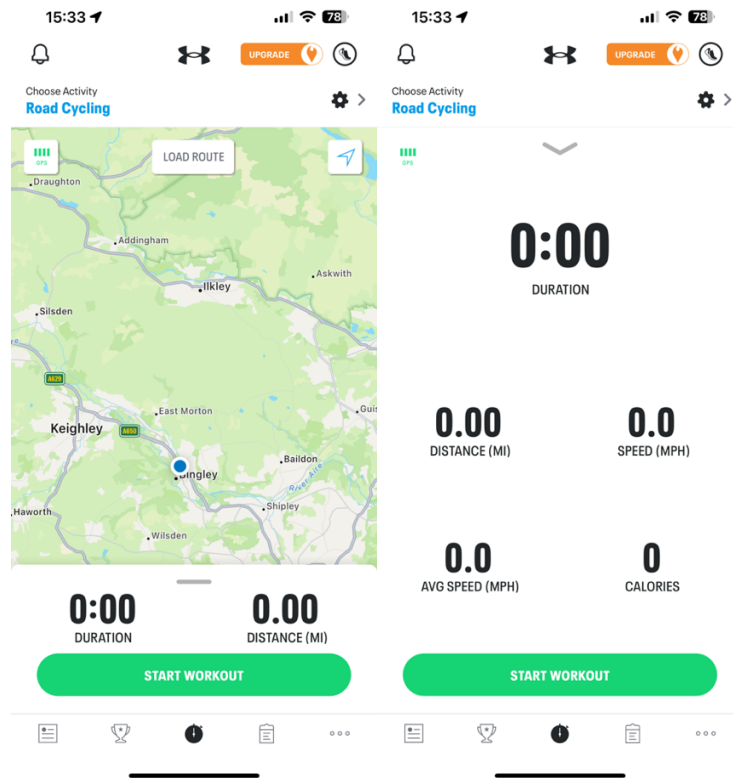 15:33
78
UPGRADE
Choose Activity
Road Cycling
GPS
LOAD ROUTE
Draughton
Addingham
Askwith
Ilkley
Silsden
A629
East Morton
Keighley
A650
Baildon
Bingley
River Aire
Shipley
Haworth
Wilsden
0:00
0.00
DURATION
DISTANCE (MI)
START WORKOUT
15:33
78
UPGRADE
Choose Activity
Road Cycling
GPS
0:00
DURATION
0.00
0.0
DISTANCE (MI)
SPEED (MPH)
0.0
0
AVG SPEED (MPH)
CALORIES
START WORKOUT